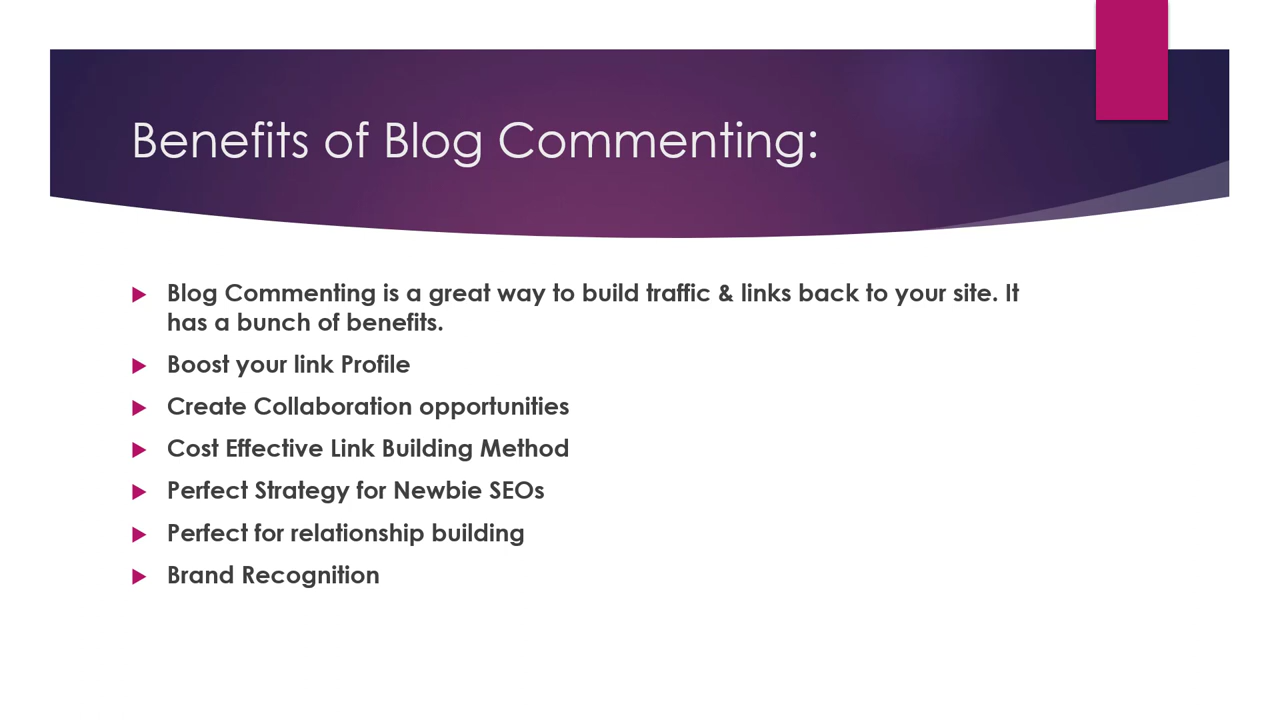 Benefits of Blog Commenting:
Blog Commenting is a great way to build traffic & links back to your site. It
has a bunch of benefits.
Boost your link Profile
Create Collaboration opportunities
Cost Effective Link Building Method
Perfect Strategy for Newbie SEOs
Perfect for relationship building
Brand Recognition